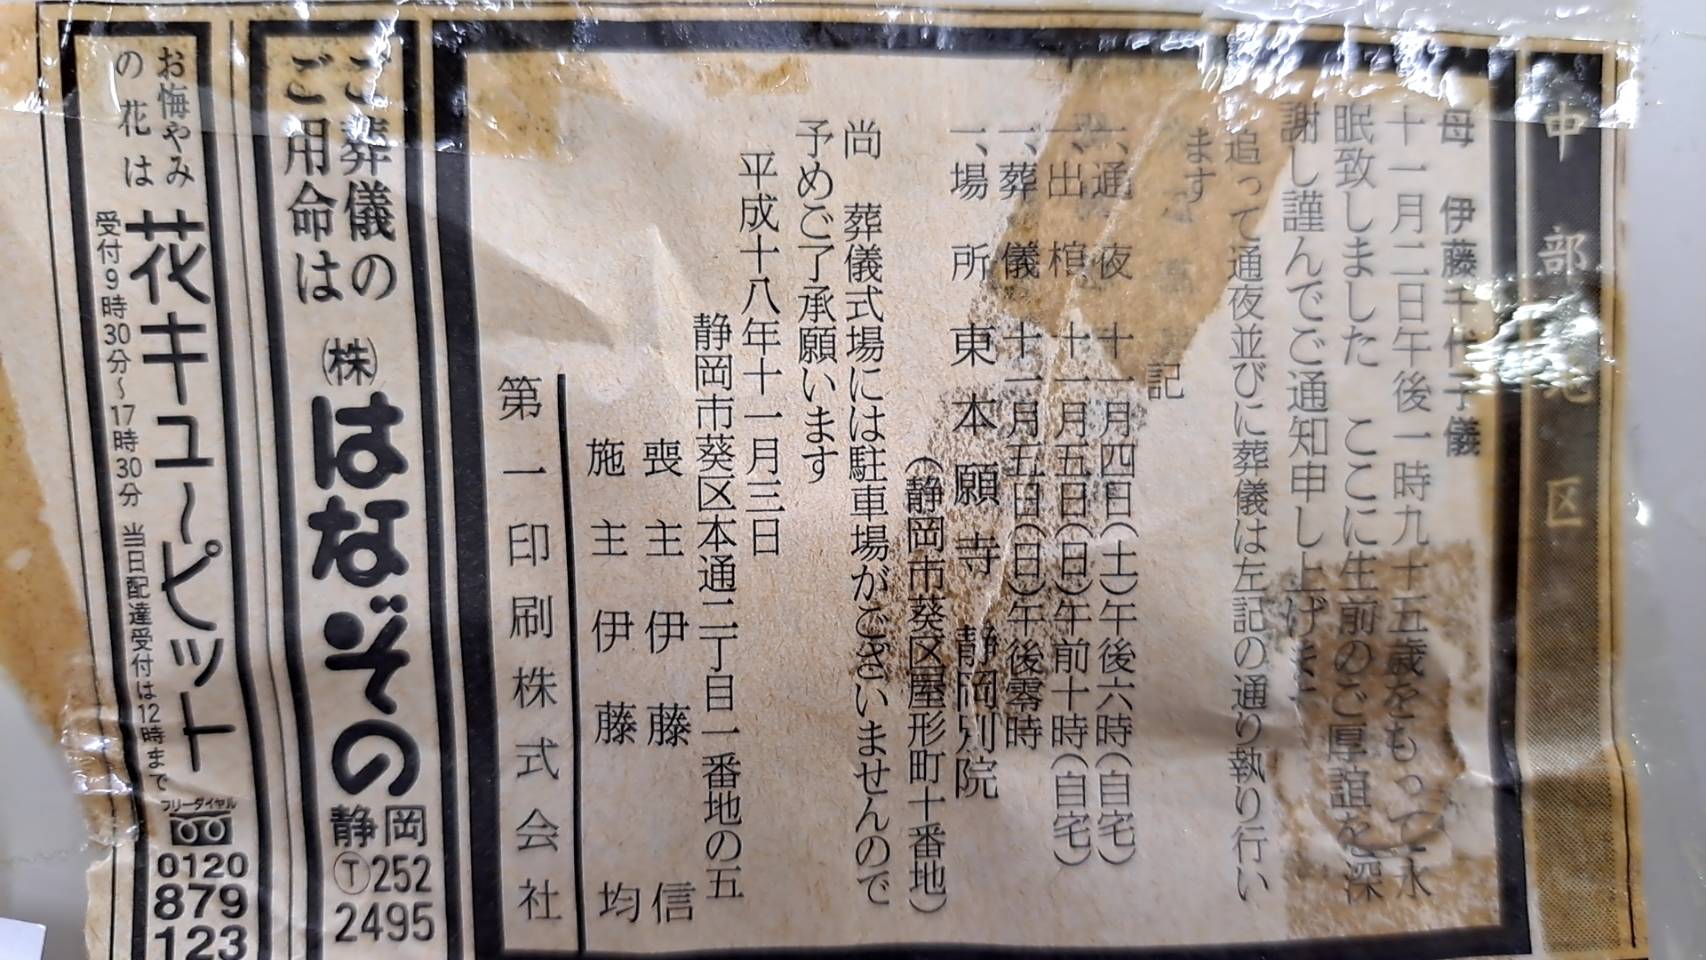 中部地区
母 伊藤千代子儀
十一月二日午後一時九十五歳をもって永
眠致しました ここに生前のご厚誼を深
謝し謹んでご通知申し上げます
追って通夜並びに葬儀は左記の通り執り行い
ます
記
一、通夜 十一月四日(土)午後六時(自宅)
一、出棺 十一月五日(日)午前十時(自宅)
一、葬儀 十一月五日(日)午後零時
一、場所 東本願寺 静岡別院
(静岡市葵区屋形町十番地)
尚 葬儀式場には駐車場がございませんので
予めご了承願います
平成十八年十一月三日
静岡市葵区本通二丁目一番地の五
喪主 伊藤 信
施主 伊藤 均
第一印刷株式会社
ご葬儀の
ご用命は
㈱はなぞの
静岡
Ⓣ252
2495
お悔やみ
の花は
花キューピット
受付9時30分~17時30分 当日配達受付は12時まで
フリーダイヤル
0120
879
123